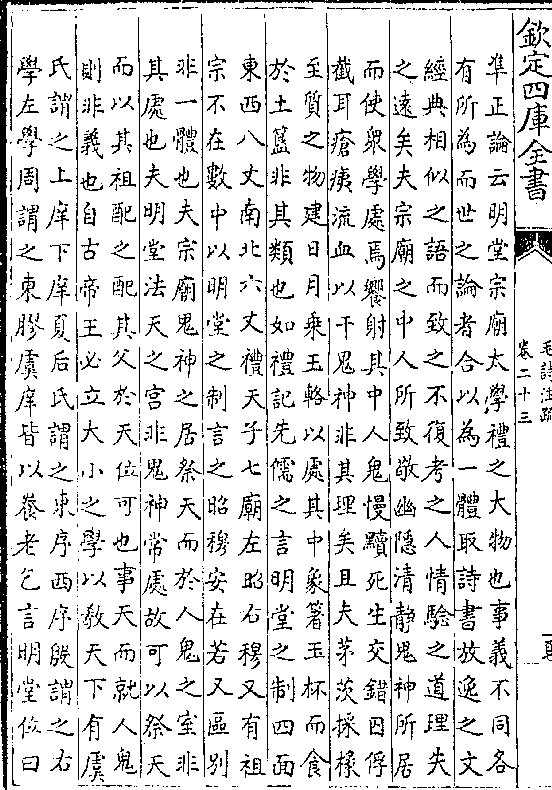 欽定四庫全書
毛詩注疏
卷二十三
準正論云明堂宗廟太學禮之大物也事義不同各
有所為而世之論者合以為一體取詩書放逸之文
經典相似之語而致之不復考之人情驗之道理失
之遠矣夫宗廟之中人所致敬幽隱清靜鬼神所居
而使衆學處焉饗射其中人鬼慢黷死生交錯囚俘
截耳瘡痍流血以干鬼神非其理矣且夫茅茨採椽
至質之物建日月乗玉輅以處其中象箸玉杯而食
於土簋非其類也如禮記先儒之言明堂之制四面
東西八丈南北六丈禮天子七廟左昭右穆又有祖
宗不在數中以明堂之制言之昭穆安在若又區别
非一體也夫宗廟鬼神之居祭天而於人鬼之室非
其處也夫明堂法天之宫非鬼神常處故可以祭天
而以其祖配之配其父於天位可也事天而就人鬼
則非義也自古帝王必立大小之學以教天下有虞
氏謂之上庠下庠夏后氏謂之東序西序殷謂之右
學左學周謂之東膠虞庠皆以養老乞言明堂位曰